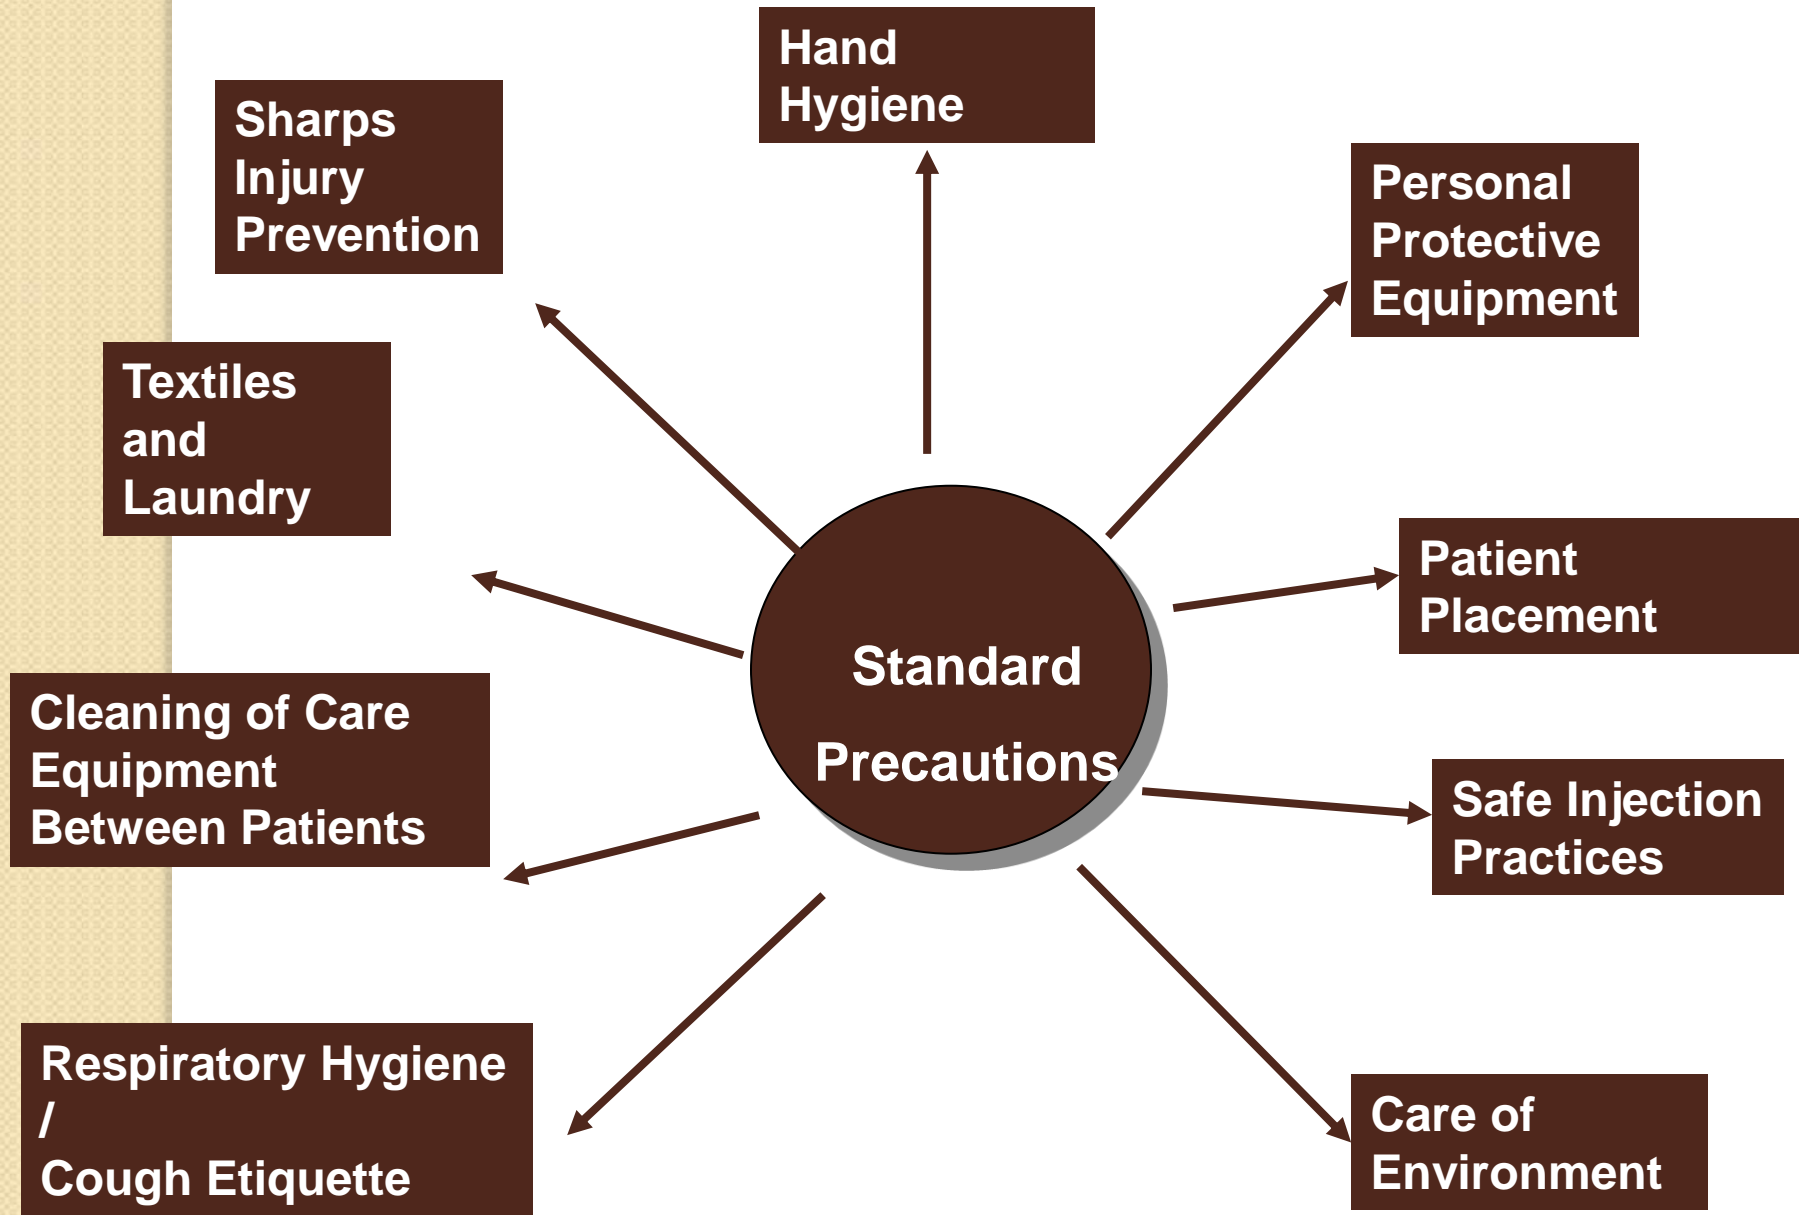 Hand
Hygiene
Sharps
Injury
Prevention
Personal
Protective
Equipment
Textiles
and
Laundry
Patient
Placement
Standard
Precautions
Cleaning of Care
Equipment
Between Patients
Safe Injection
Practices
Respiratory Hygiene
/
Cough Etiquette
Care of
Environment